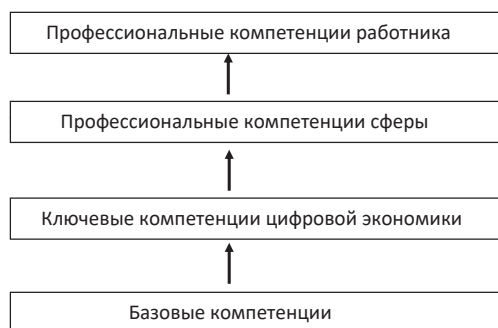 Профессиональные компетенции работника
Профессиональные компетенции сферы
Ключевые компетенции цифровой экономики
Базовые компетенции